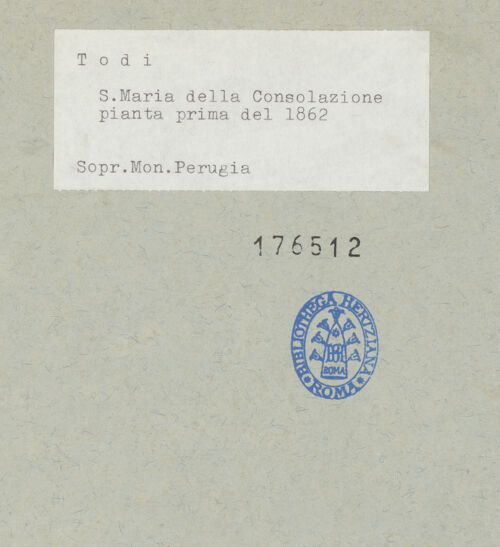 T o d i
S.Maria della Consolazione
pianta prima del 1862
Sopr.Mon.Perugia
176512
BIBLIOTHECA HERTZIANA
ROMA
ROMA